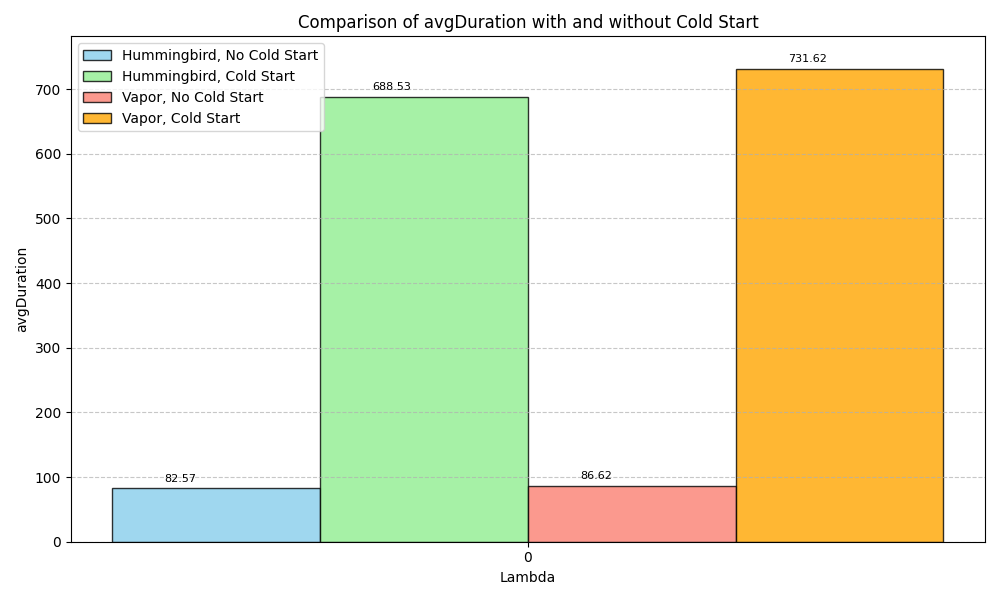 Comparison of avgDuration with and without Cold Start
Hummingbird, No Cold Start
Hummingbird, Cold Start
Vapor, No Cold Start
Vapor, Cold Start
82.57
688.53
86.62
731.62
700
600
500
400
300
200
100
0
avgDuration
0
Lambda